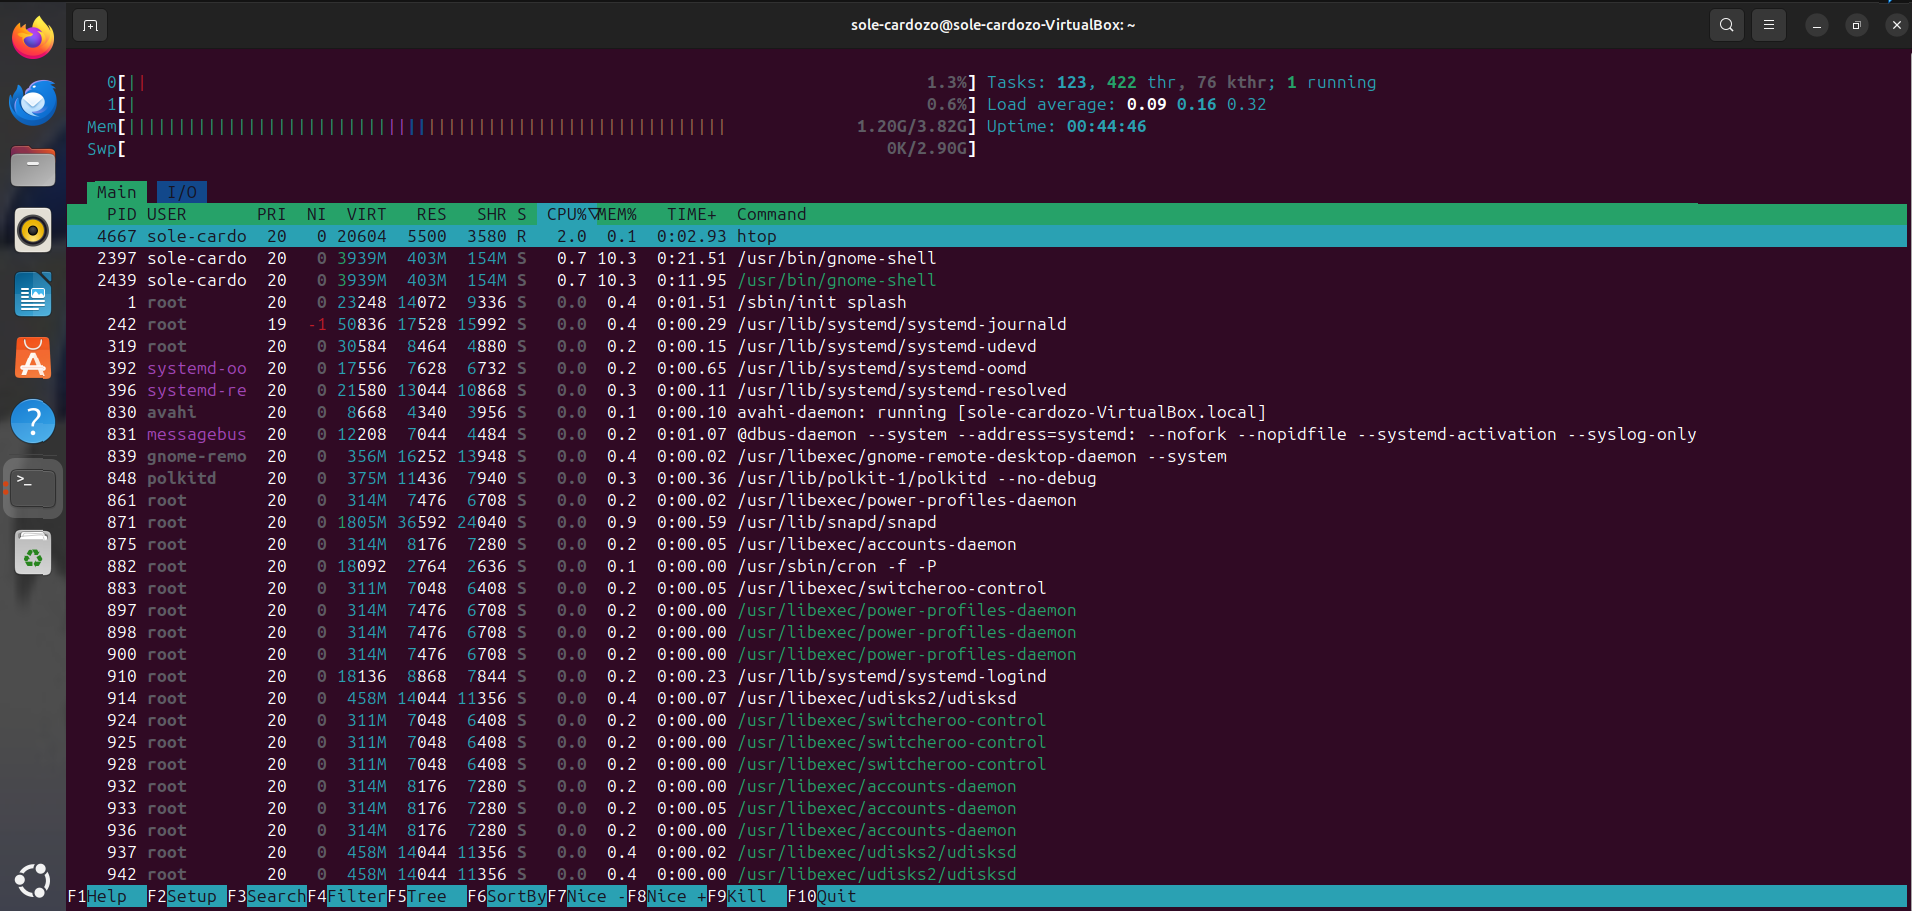 sole-cardozo@sole-cardozo-VirtualBox: ~
0[|| 1.3%] Tasks: 123, 422 thr, 76 kthr; 1 running
1[| 0.6%] Load average: 0.09 0.16 0.32
Mem[|||||||||||||||||||||||||||||||||||||||||||||||||||||||||||| 1.20G/3.82G] Uptime: 00:44:46
Swp[ 0K/2.90G]
Main I/O
PID USER PRI NI VIRT RES SHR S CPU%▽MEM% TIME+ Command
4667 sole-cardo 20 0 20604 5500 3580 R 2.0 0.1 0:02.93 htop
2397 sole-cardo 20 0 3939M 403M 154M S 0.7 10.3 0:21.51 /usr/bin/gnome-shell
2439 sole-cardo 20 0 3939M 403M 154M S 0.7 10.3 0:11.95 /usr/bin/gnome-shell
1 root 20 0 23248 14072 9336 S 0.0 0.4 0:01.51 /sbin/init splash
242 root 19 -1 50836 17528 15992 S 0.0 0.4 0:00.29 /usr/lib/systemd/systemd-journald
319 root 20 0 30584 8464 4880 S 0.0 0.2 0:00.15 /usr/lib/systemd/systemd-udevd
392 systemd-oo 20 0 17556 7628 6732 S 0.0 0.2 0:00.65 /usr/lib/systemd/systemd-oomd
396 systemd-re 20 0 21580 13044 10868 S 0.0 0.3 0:00.11 /usr/lib/systemd/systemd-resolved
830 avahi 20 0 8668 4340 3956 S 0.0 0.1 0:00.10 avahi-daemon: running [sole-cardozo-VirtualBox.local]
831 messagebus 20 0 12208 7044 4484 S 0.0 0.2 0:01.07 @dbus-daemon --system --address=systemd: --nofork --nopidfile --systemd-activation --syslog-only
839 gnome-remo 20 0 356M 16252 13948 S 0.0 0.4 0:00.02 /usr/libexec/gnome-remote-desktop-daemon --system
848 polkitd 20 0 375M 11436 7940 S 0.0 0.3 0:00.36 /usr/lib/polkit-1/polkitd --no-debug
861 root 20 0 314M 7476 6708 S 0.0 0.2 0:00.02 /usr/libexec/power-profiles-daemon
871 root 20 0 1805M 36592 24040 S 0.0 0.9 0:00.59 /usr/lib/snapd/snapd
875 root 20 0 314M 8176 7280 S 0.0 0.2 0:00.05 /usr/libexec/accounts-daemon
882 root 20 0 18092 2764 2636 S 0.0 0.1 0:00.00 /usr/sbin/cron -f -P
883 root 20 0 311M 7048 6408 S 0.0 0.2 0:00.05 /usr/libexec/switcheroo-control
897 root 20 0 314M 7476 6708 S 0.0 0.2 0:00.00 /usr/libexec/power-profiles-daemon
898 root 20 0 314M 7476 6708 S 0.0 0.2 0:00.00 /usr/libexec/power-profiles-daemon
900 root 20 0 314M 7476 6708 S 0.0 0.2 0:00.00 /usr/libexec/power-profiles-daemon
910 root 20 0 18136 8868 7844 S 0.0 0.2 0:00.23 /usr/lib/systemd/systemd-logind
914 root 20 0 458M 14044 11356 S 0.0 0.4 0:00.07 /usr/libexec/udisks2/udisksd
924 root 20 0 311M 7048 6408 S 0.0 0.2 0:00.00 /usr/libexec/switcheroo-control
925 root 20 0 311M 7048 6408 S 0.0 0.2 0:00.00 /usr/libexec/switcheroo-control
928 root 20 0 311M 7048 6408 S 0.0 0.2 0:00.00 /usr/libexec/switcheroo-control
932 root 20 0 314M 8176 7280 S 0.0 0.2 0:00.00 /usr/libexec/accounts-daemon
933 root 20 0 314M 8176 7280 S 0.0 0.2 0:00.05 /usr/libexec/accounts-daemon
936 root 20 0 314M 8176 7280 S 0.0 0.2 0:00.00 /usr/libexec/accounts-daemon
937 root 20 0 458M 14044 11356 S 0.0 0.4 0:00.02 /usr/libexec/udisks2/udisksd
942 root 20 0 458M 14044 11356 S 0.0 0.4 0:00.00 /usr/libexec/udisks2/udisksd
F1Help F2Setup F3SearchF4FilterF5Tree F6SortByF7Nice -F8Nice +F9Kill F10Quit